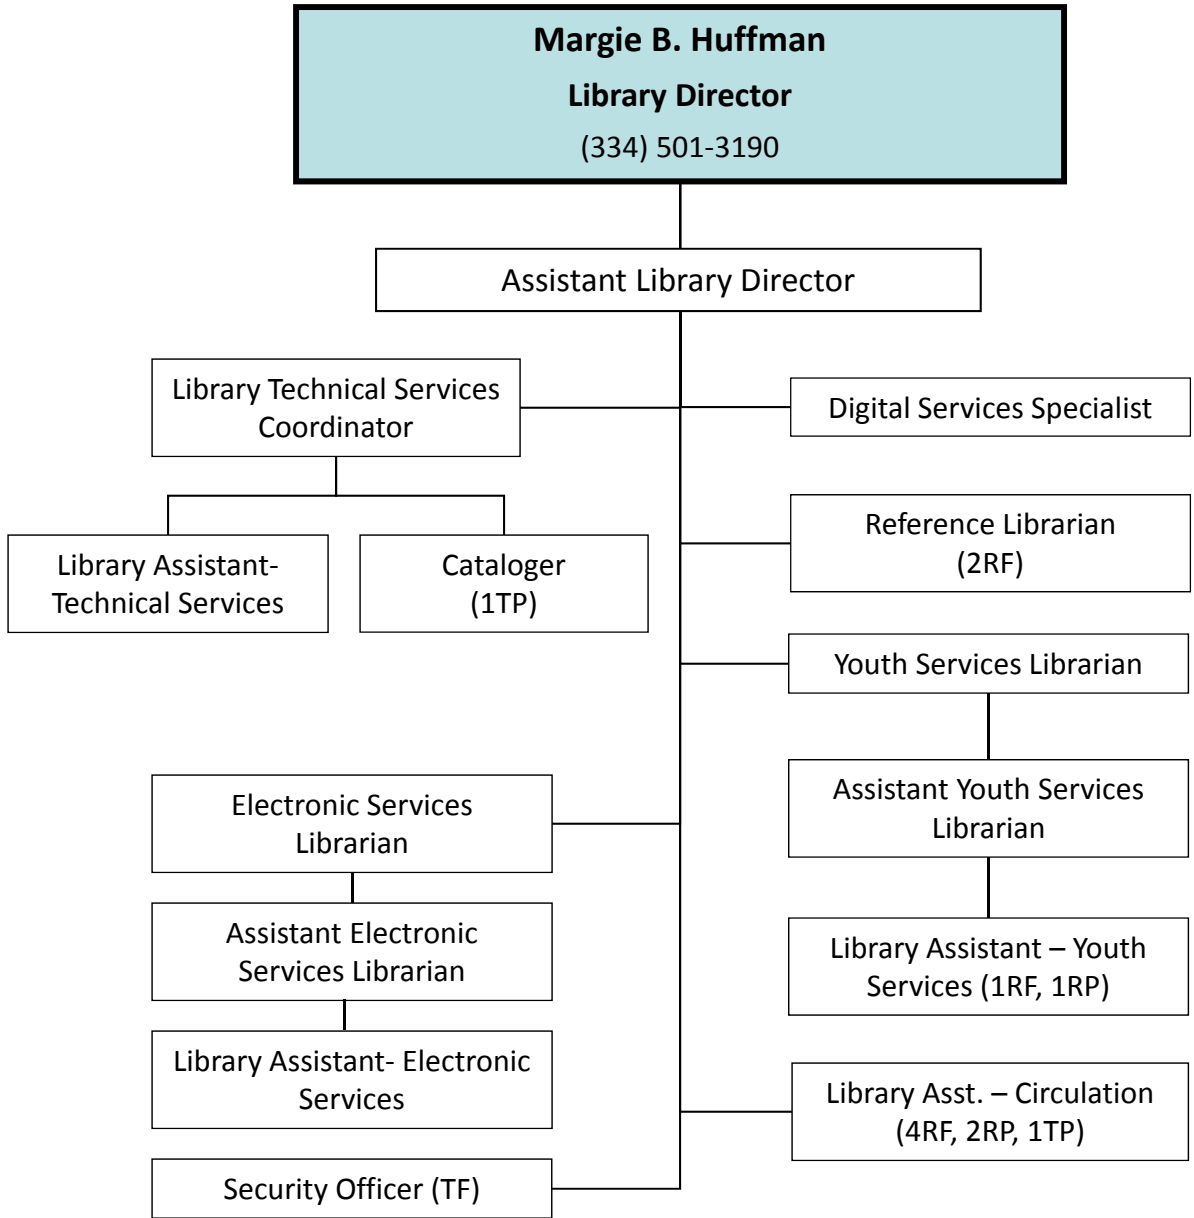 Margie B. Huffman
Library Director
(334) 501-3190
Assistant Library Director
Library Technical Services
Coordinator
Digital Services Specialist
Library Assistant-
Technical Services
Cataloger
(1TP)
Reference Librarian
(2RF)
Youth Services Librarian
Electronic Services
Librarian
Assistant Youth Services
Librarian
Assistant Electronic
Services Librarian
Library Assistant – Youth
Services (1RF, 1RP)
Library Assistant- Electronic
Services
Library Asst. – Circulation
(4RF, 2RP, 1TP)
Security Officer (TF)